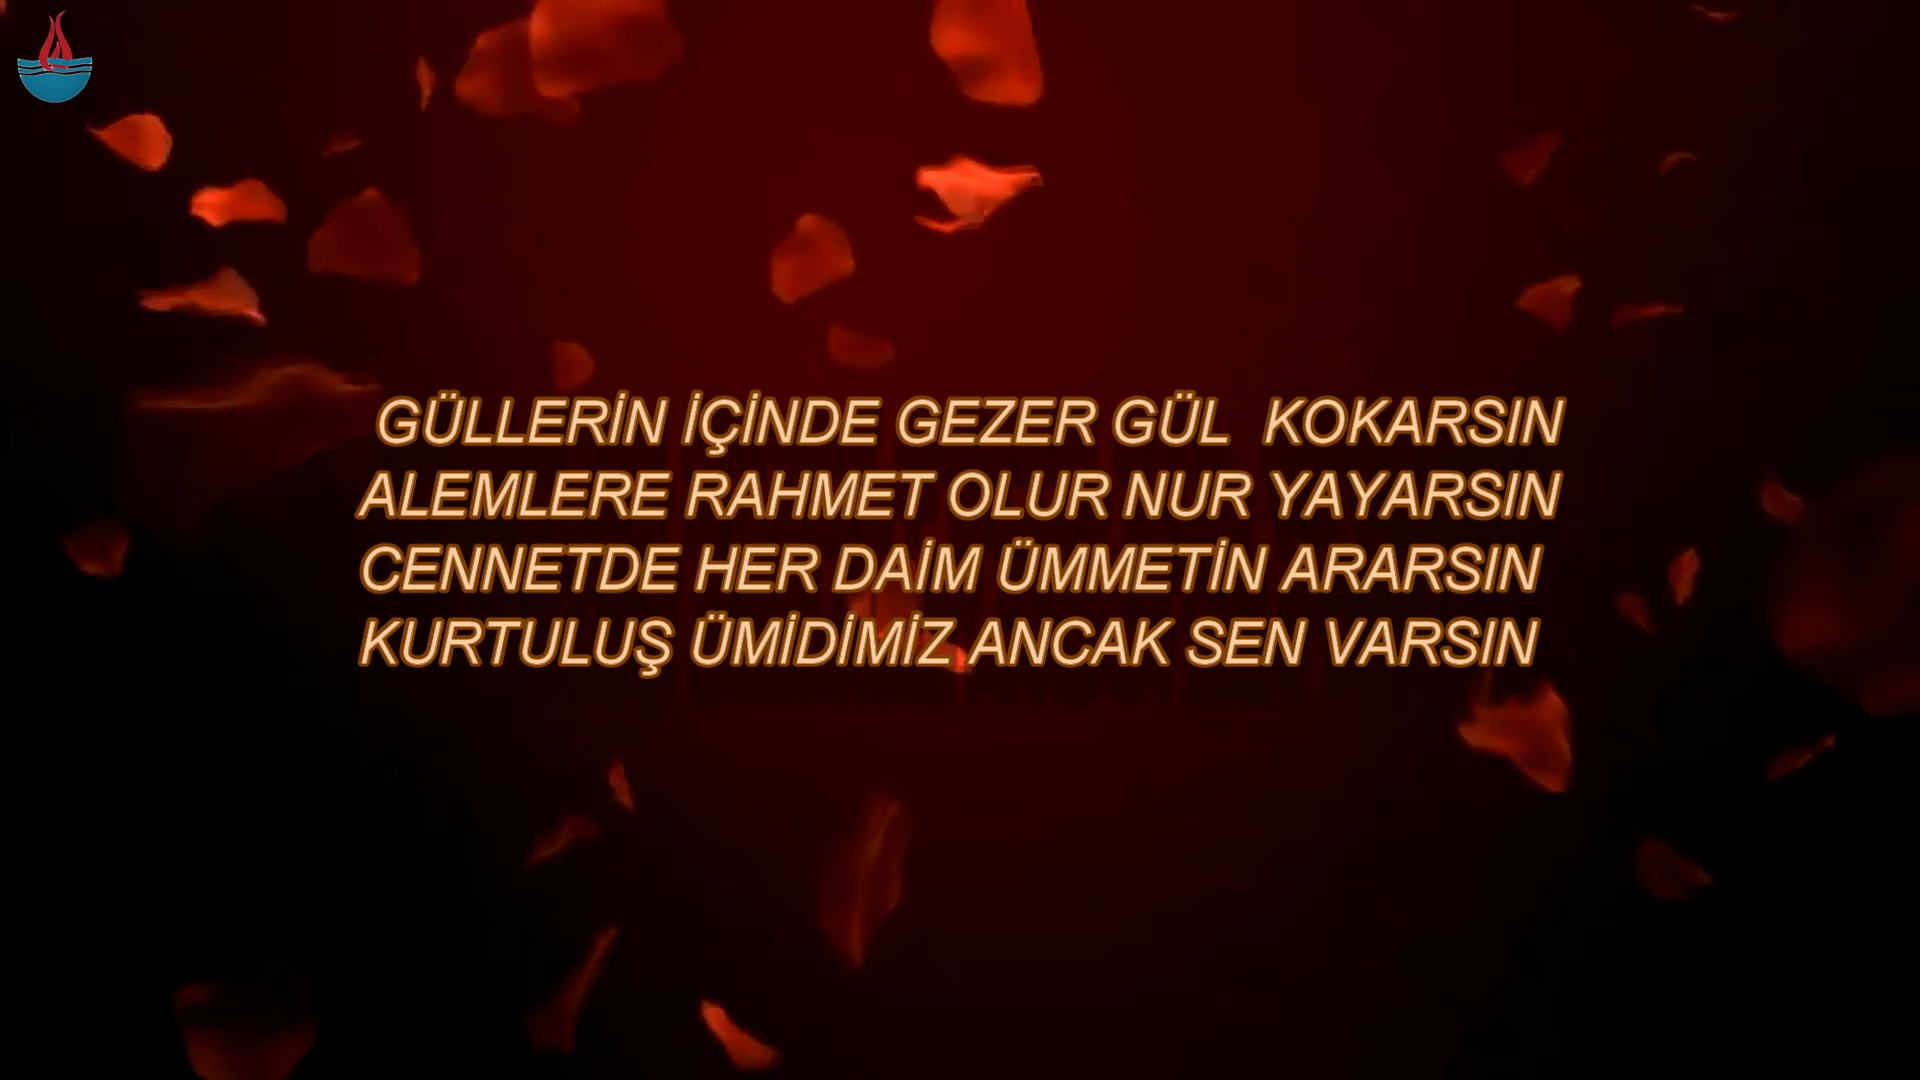 GÜLLERİN İÇİNDE GEZER GÜL KOKARSIN
ALEMLERE RAHMET OLUR NUR YAYARSIN
CENNETDE HER DAİM ÜMMETİN ARARSIN
KURTULUŞ ÜMİDİMİZ ANCAK SEN VARSIN